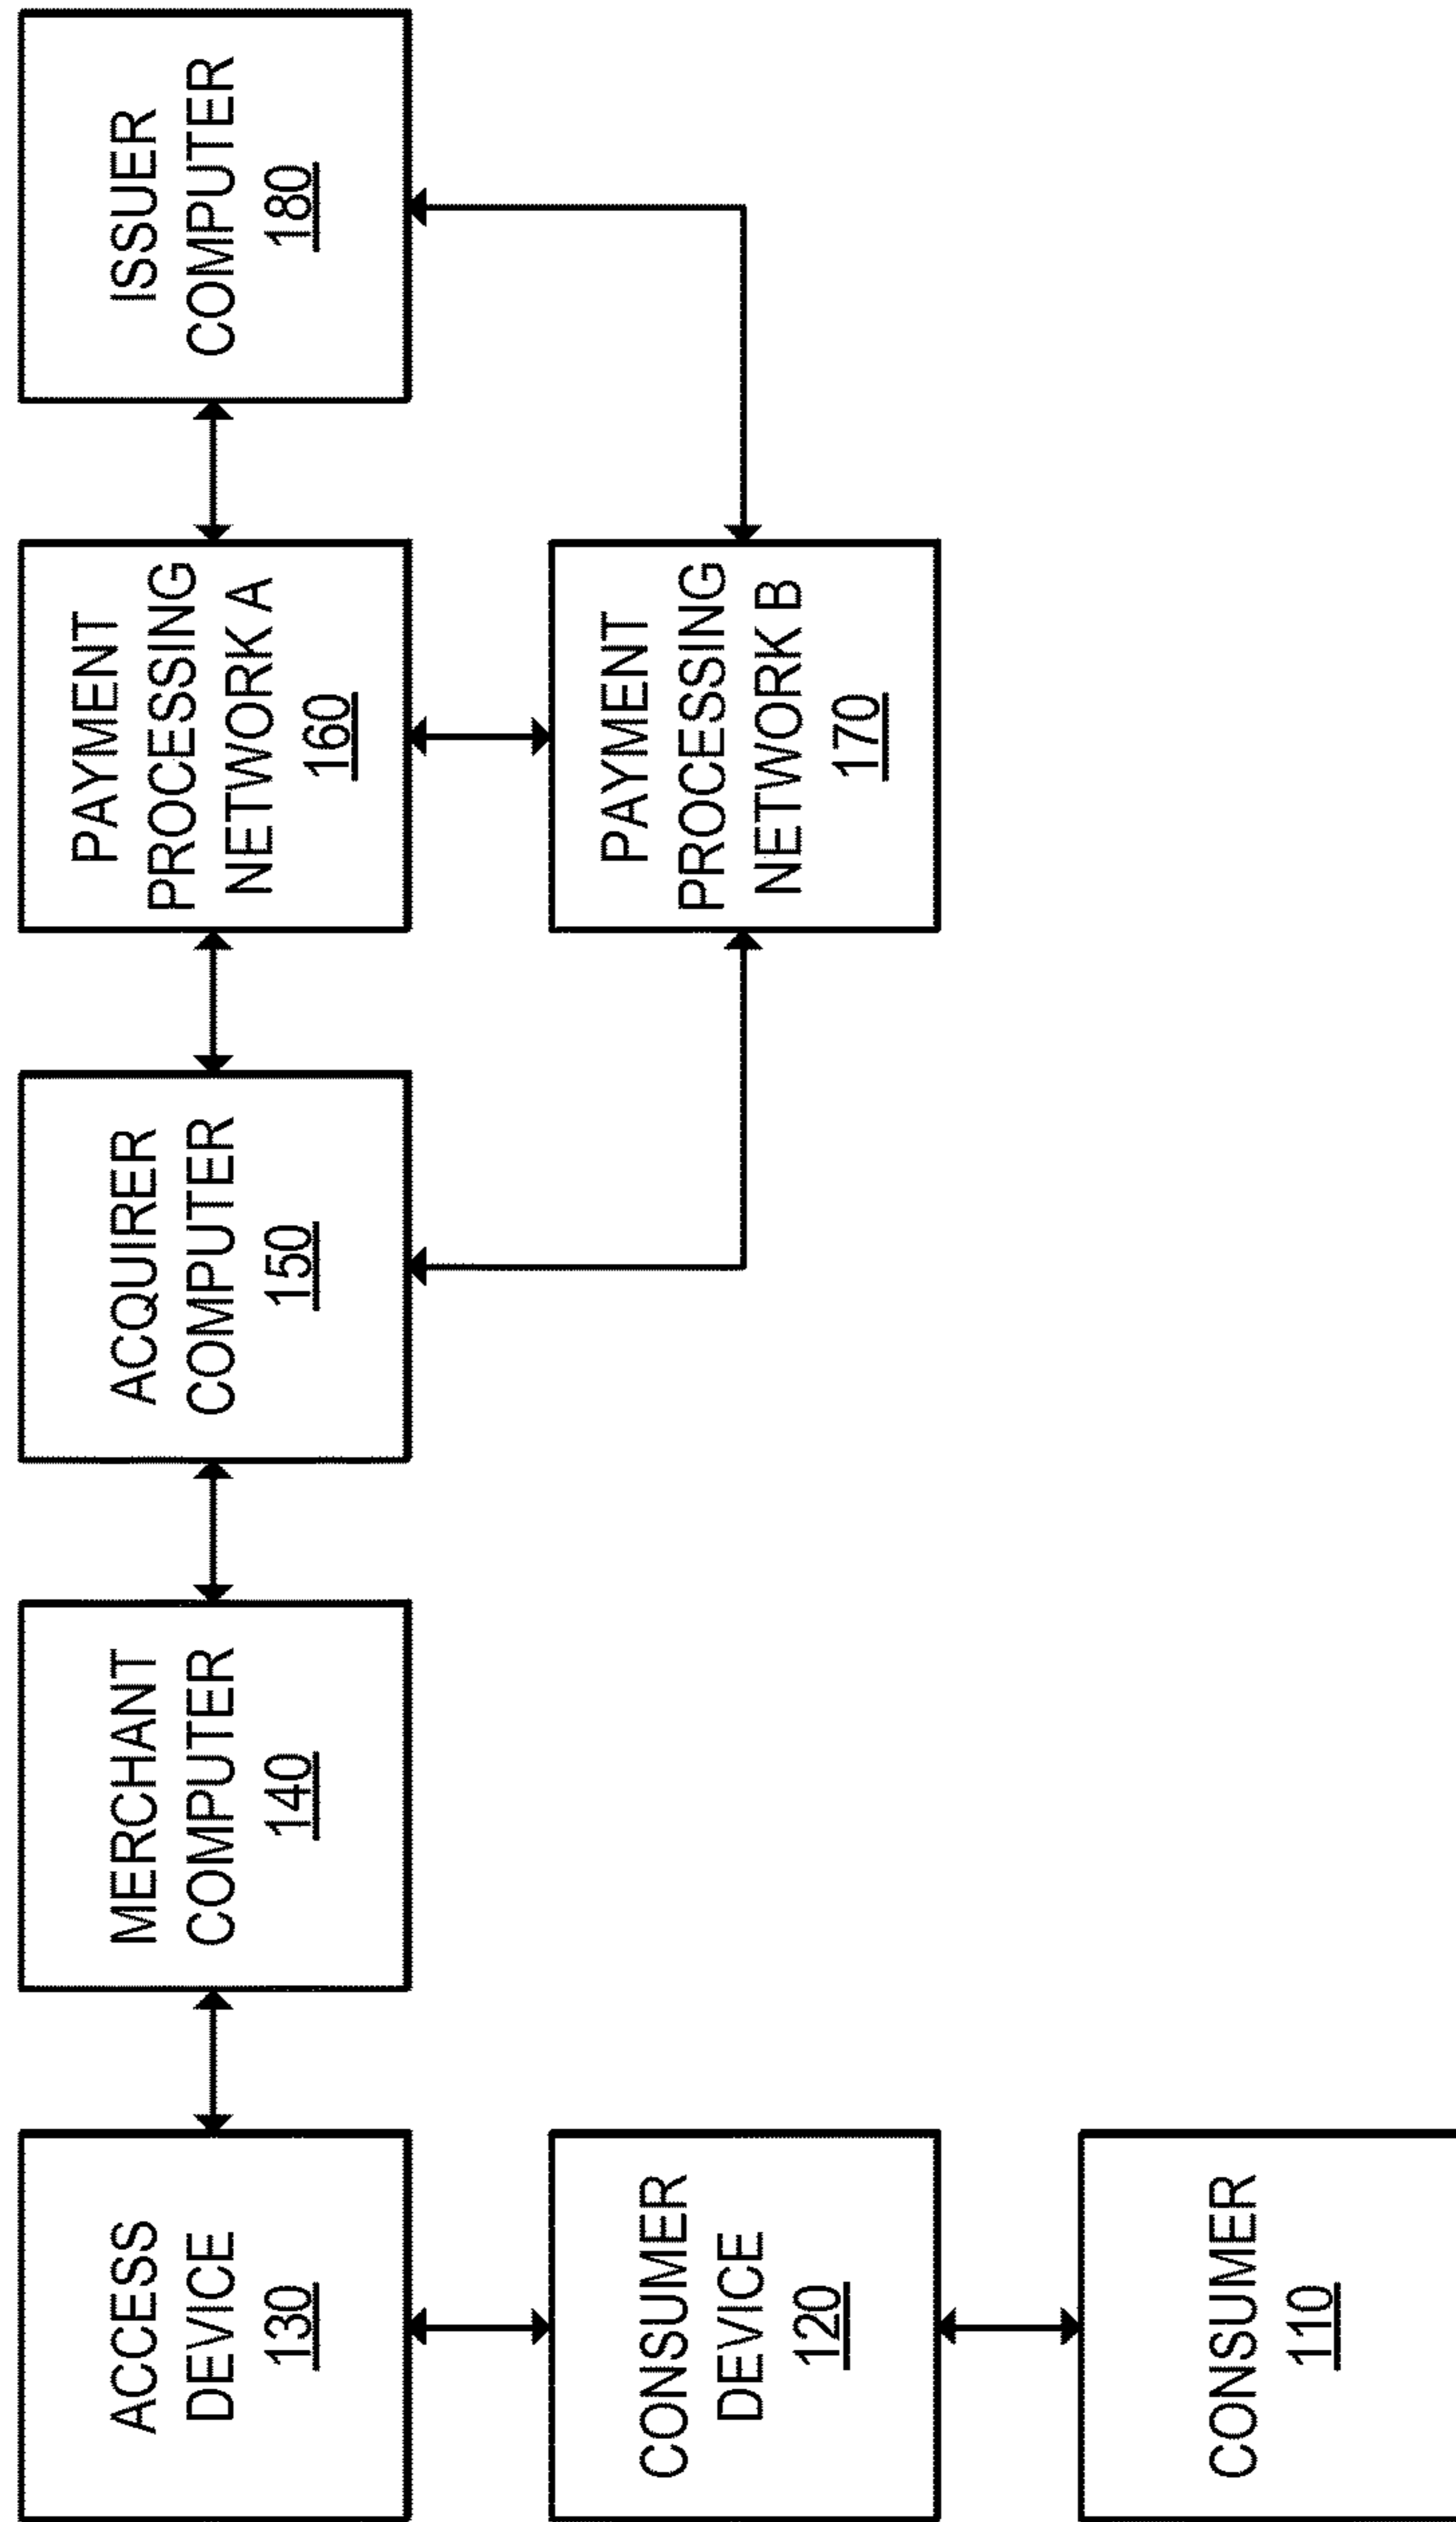 ACCESS
DEVICE
130
MERCHANT
COMPUTER
140
ACQUIRER
COMPUTER
150
PAYMENT
PROCESSING
NETWORK A
160
ISSUER
COMPUTER
180
CONSUMER
DEVICE
120
PAYMENT
PROCESSING
NETWORK B
170
CONSUMER
110